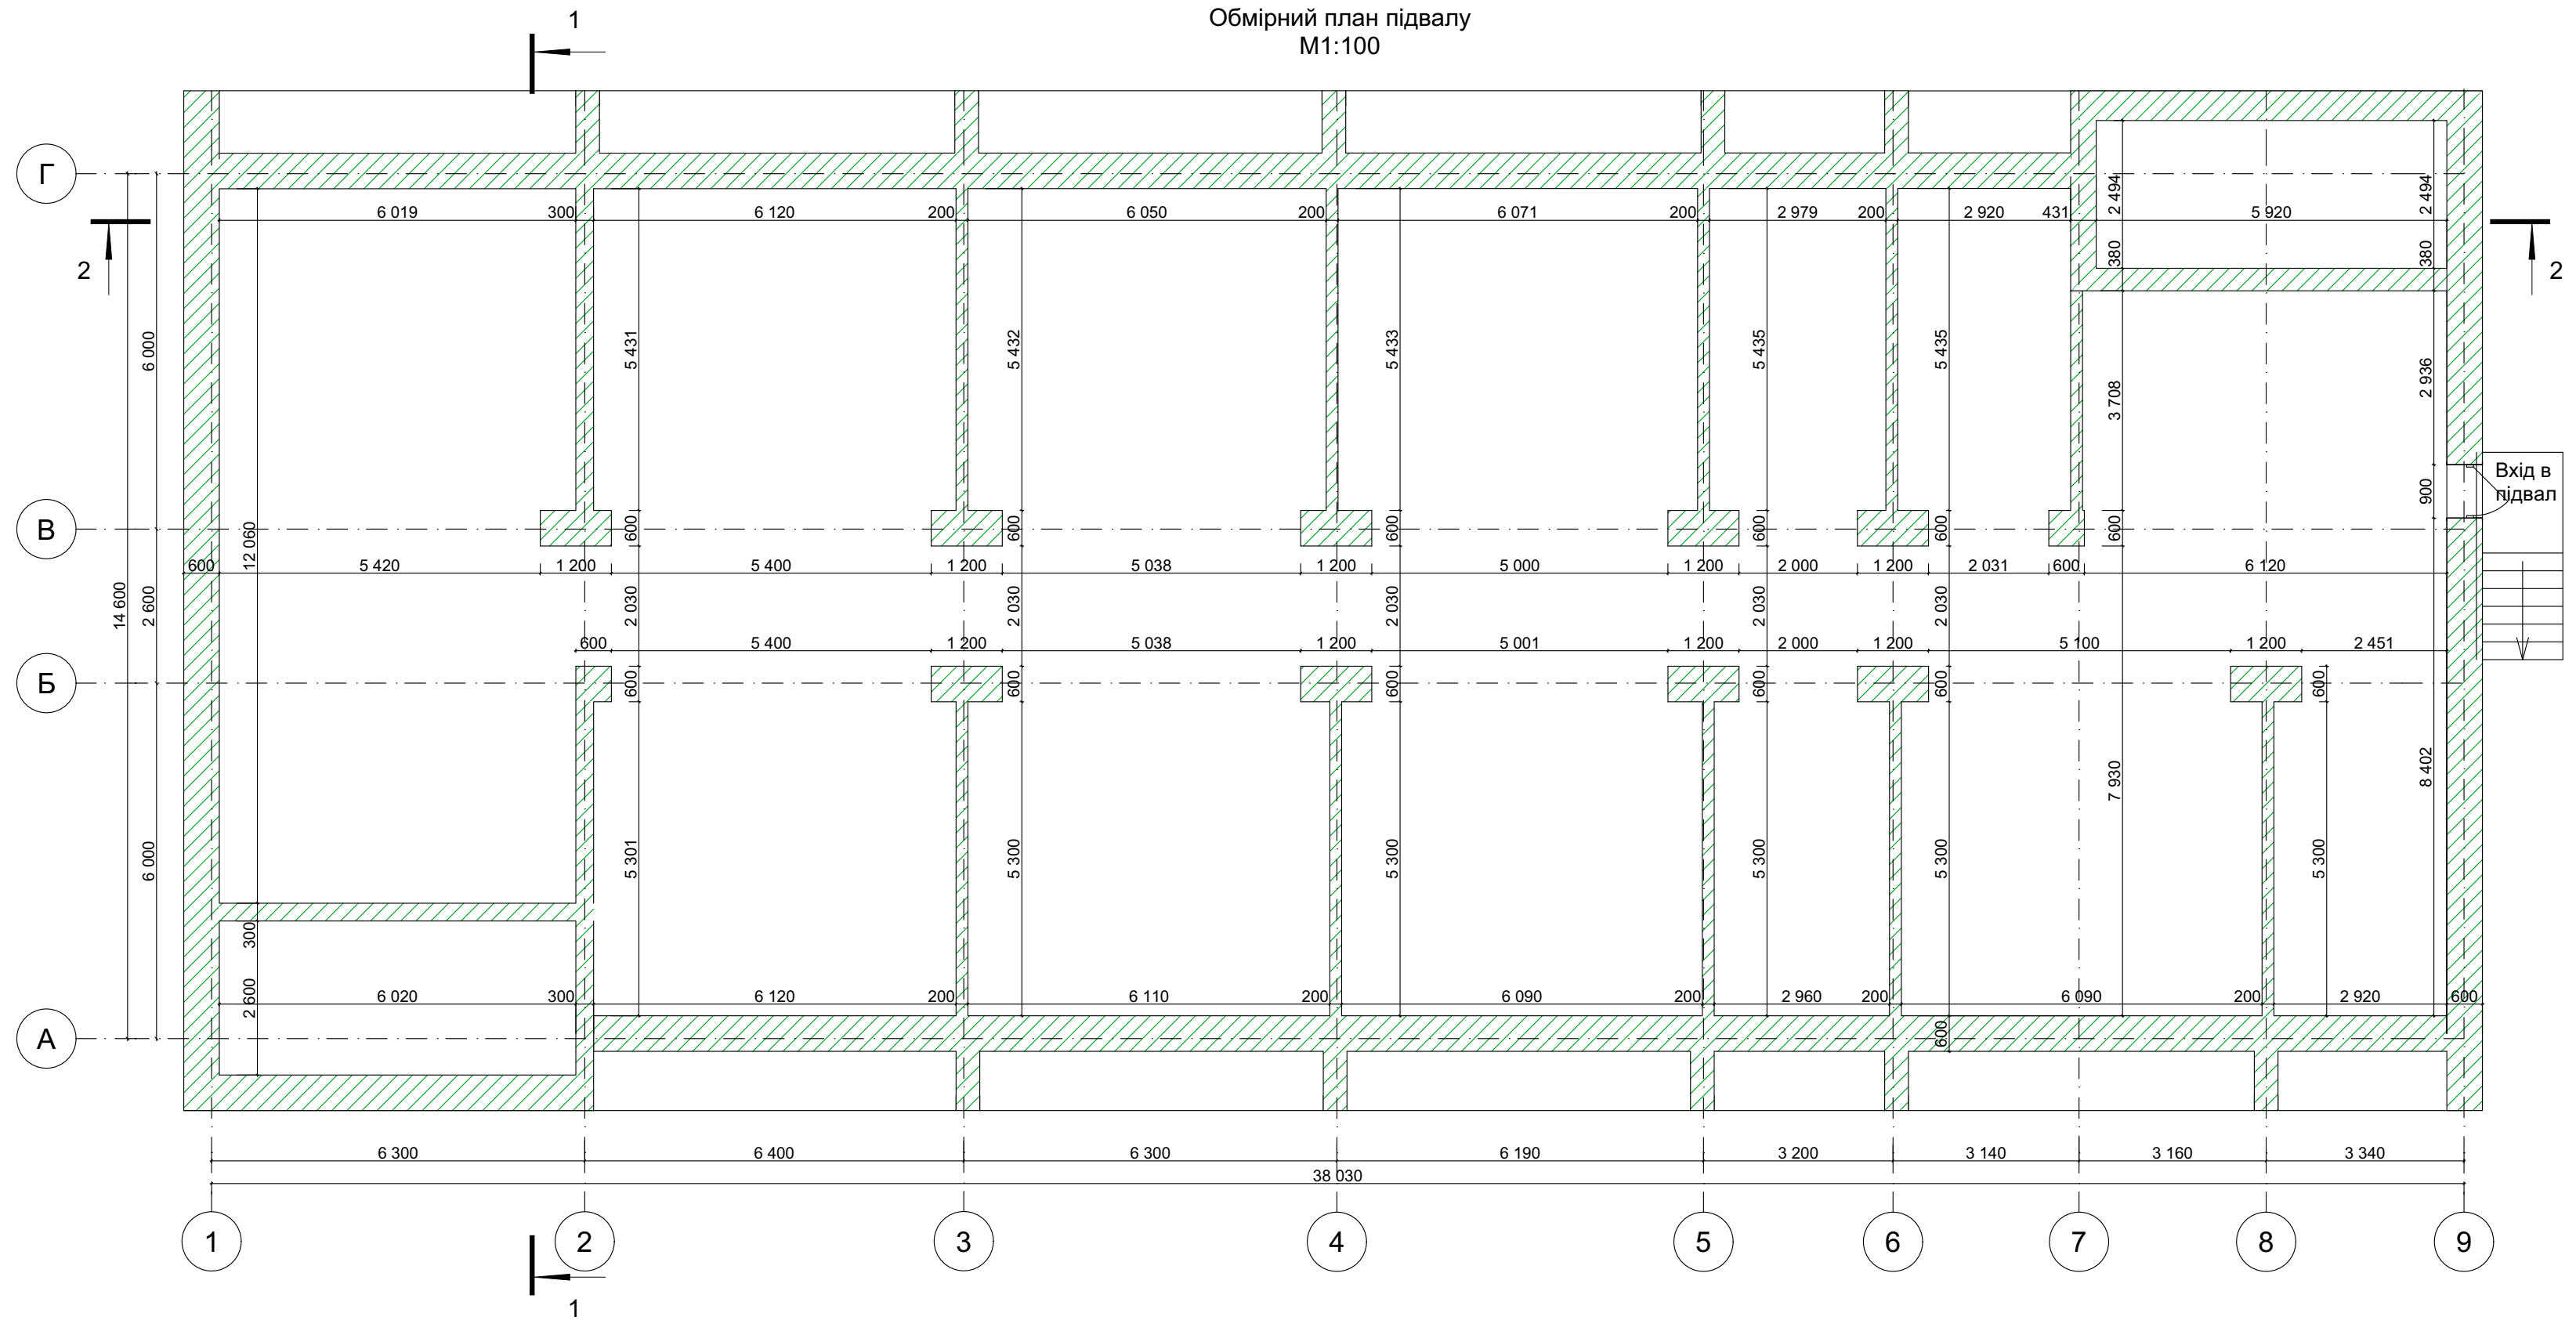 Обмірний план підвалу
М1:100
1
Г
6 019 300 6 120 200 6 050 200 6 071 200 2 979 200 2 920 431 5 920
2 494 2 494
380 380
2 2
6 000 5 431 5 432 5 433 5 435 5 435 3 708 2 936
Вхід в
підвал
900
В
12 060 600 600 600 600 600 600
600 5 420 1 200 5 400 1 200 5 038 1 200 5 000 1 200 2 000 1 200 2 031 600 6 120
14 600 2 600 2 030 2 030 2 030 2 030 2 030
600 5 400 1 200 5 038 1 200 5 001 1 200 2 000 1 200 5 100 1 200 2 451
Б
600 600 600 600 600 600
7 930 8 402
6 000 5 301 5 300 5 300 5 300 5 300 5 300
300
2 600
6 020 300 6 120 200 6 110 200 6 090 200 2 960 200 6 090 200 2 920 600
А
600
6 300 6 400 6 300 6 190 3 200 3 140 3 160 3 340
38 030
1 2 3 4 5 6 7 8 9
1